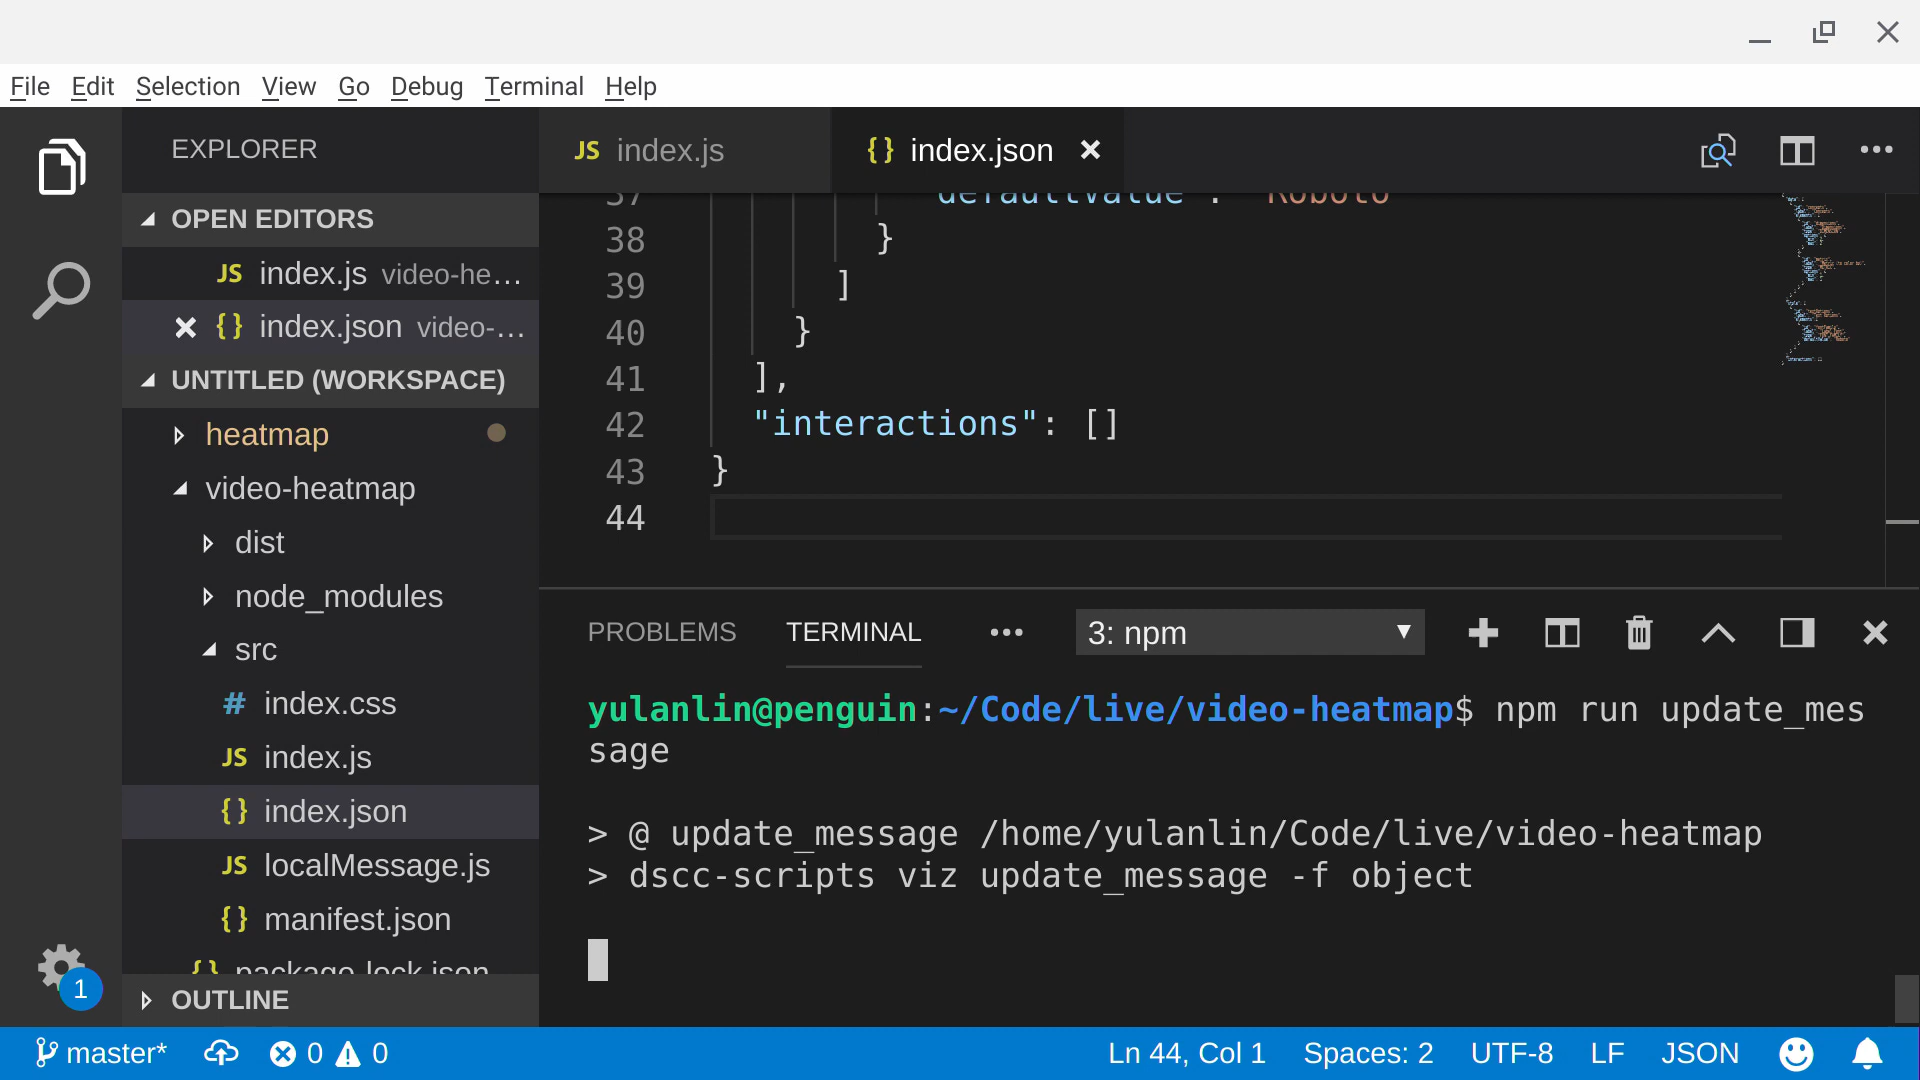 File Edit Selection View Go Debug Terminal Help
EXPLORER
OPEN EDITORS
JS index.js video-he...
{} index.json video-...
UNTITLED (WORKSPACE)
heatmap
video-heatmap
dist
node_modules
src
# index.css
JS index.js
{} index.json
JS localMessage.js
{} manifest.json
{} package-lock.json
OUTLINE
1
JS index.js
{} index.json
37 "defaultValue": "Roboto"
38 }
39 ]
40 }
41 ],
42 "interactions": []
43 }
44
PROBLEMS TERMINAL ... 3: npm
yulanlin@penguin:~/Code/live/video-heatmap$ npm run update_mes
sage
> @ update_message /home/yulanlin/Code/live/video-heatmap
> dscc-scripts viz update_message -f object
master* 0 0 Ln 44, Col 1 Spaces: 2 UTF-8 LF JSON